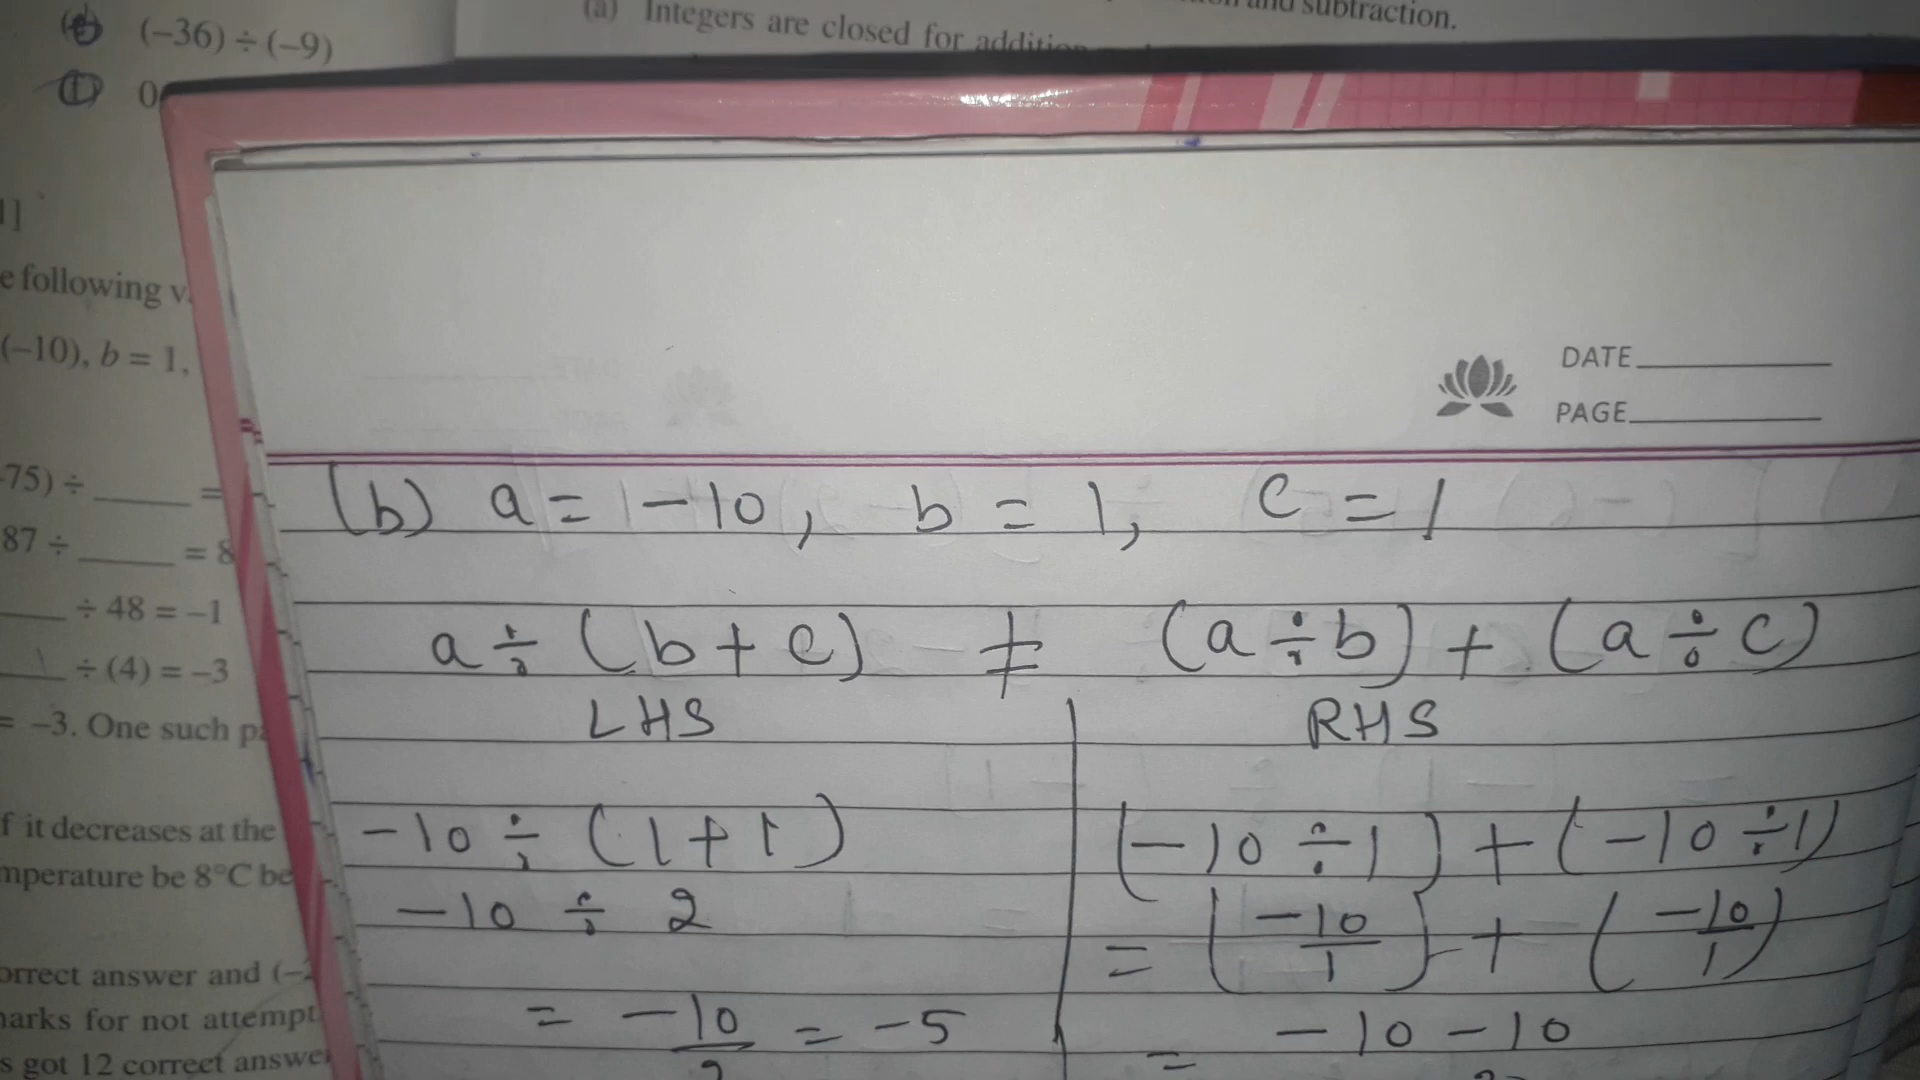 (-36) ÷ (-9)
0
(a) Integers are closed for addition
and subtraction.
1]
e following
(-10), b = 1,
-75) ÷ ____ =
87 ÷ ____ = 8
____ ÷ 48 = -1
____ ÷ (4) = -3
= -3. One such
f it decreases at the
mperature be 8°C be
orrect answer and (-
marks for not attempt
s got 12 correct answe
DATE
PAGE
(b) a = -10, b = 1, c = 1
a ÷ (b + c) ≠ (a ÷ b) + (a ÷ c)
LHS RHS
-10 ÷ (1+1) (-10 ÷ 1) + (-10 ÷ 1)
-10 ÷ 2 = (-10/1) + (-10/1)
= -10/2 = -5 = -10 - 10